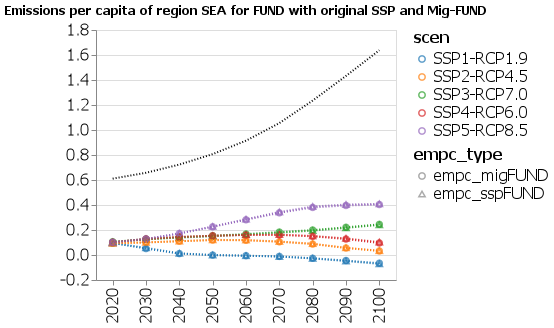 Emissions per capita of region SEA for FUND with original SSP and Mig-FUND
1.8
1.6
1.4
1.2
1.0
0.8
0.6
0.4
0.2
0.0
-0.2
2020
2030
2040
2050
2060
2070
2080
2090
2100
scen
SSP1-RCP1.9
SSP2-RCP4.5
SSP3-RCP7.0
SSP4-RCP6.0
SSP5-RCP8.5
empc_type
empc_migFUND
empc_sspFUND